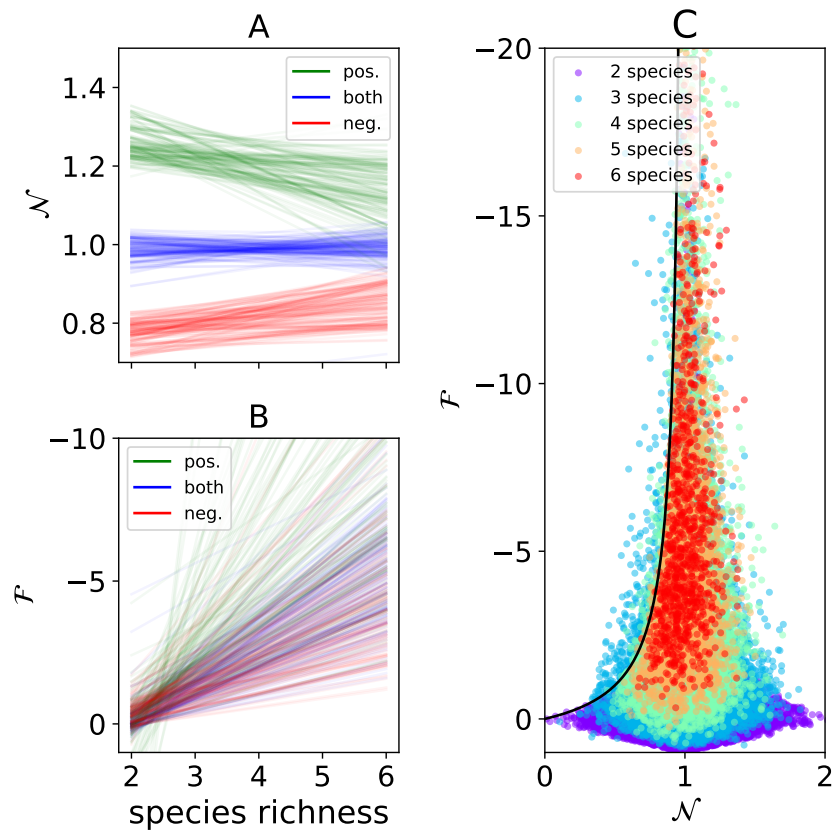 A
1.4
1.2
1.0
0.8
𝒩
pos.
both
neg.
B
−10
−5
0
ℱ
pos.
both
neg.
2 3 4 5 6
species richness
C
−20
−15
−10
−5
0
ℱ
2 species
3 species
4 species
5 species
6 species
0 1 2
𝒩